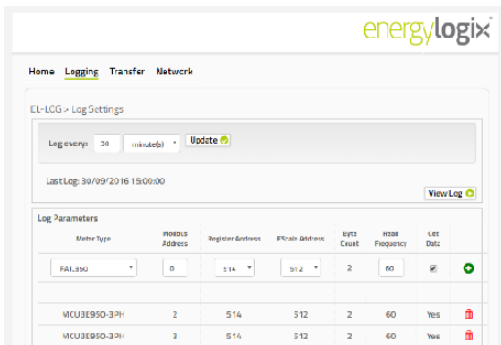 energylogix
Home Logging Transfer Network
EL-LOG > Log Settings
Log every: 30 minute(s) Update
Last Log: 30/09/2016 15:00:00
View Log
Log Parameters
Meter Type Modbus Address Register Address EScale Address Byte Count Read Frequency Get Data
0 514 512 2 60
2 514 512 2 60 Yes
3 514 512 2 60 Yes